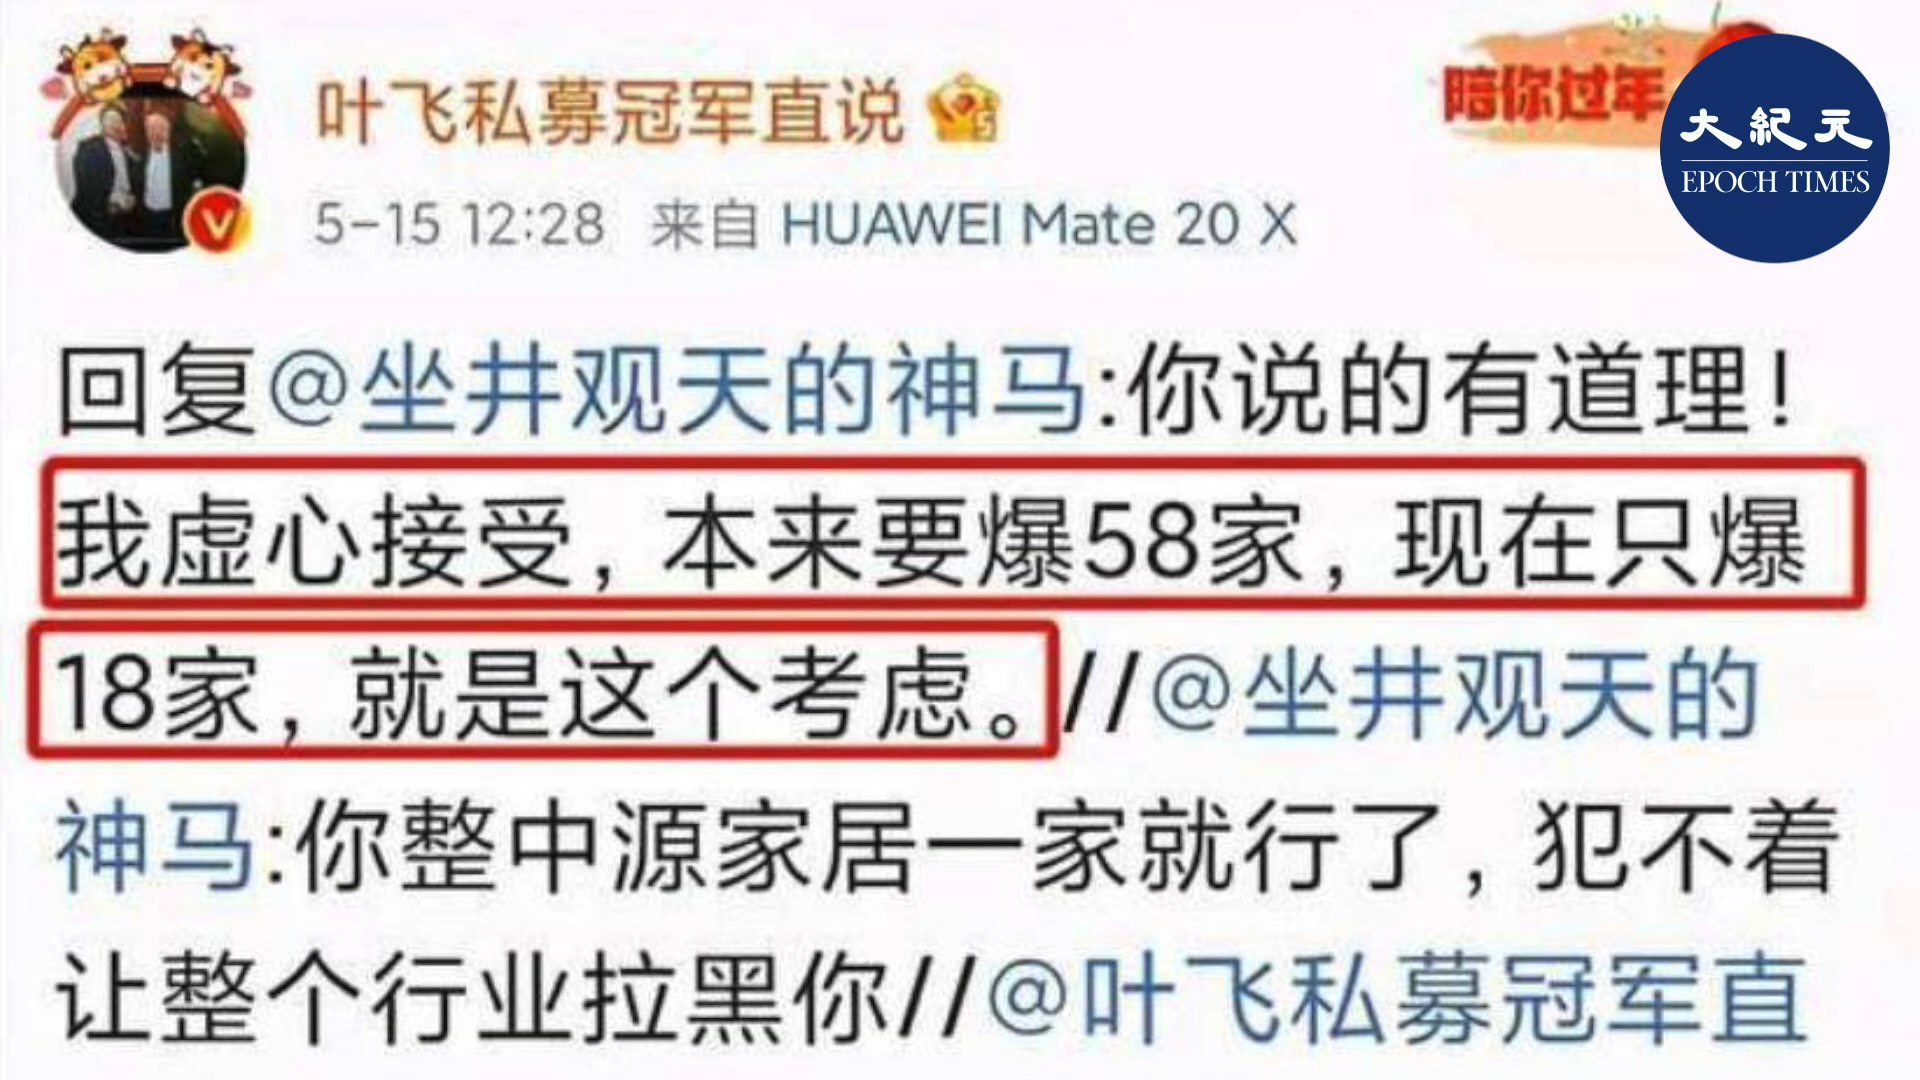 叶飞私募冠军直说
陪你过年
大紀元
EPOCH TIMES
5-15 12:28 来自 HUAWEI Mate 20 X
回复@坐井观天的神马:你说的有道理！
我虚心接受，本来要爆58家，现在只爆
18家，就是这个考虑。//@坐井观天的
神马:你整中源家居一家就行了，犯不着
让整个行业拉黑你//@叶飞私募冠军直